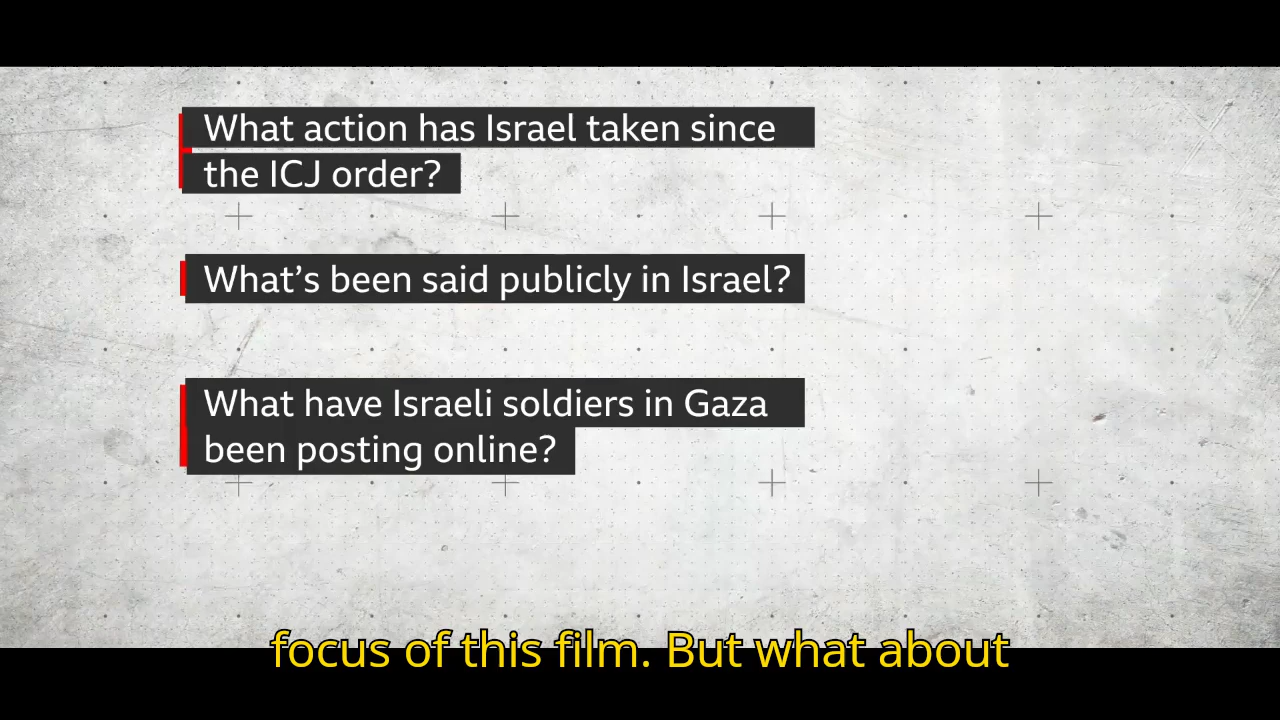 What action has Israel taken since
the ICJ order?
What’s been said publicly in Israel?
What have Israeli soldiers in Gaza
been posting online?
focus of this film. But what about